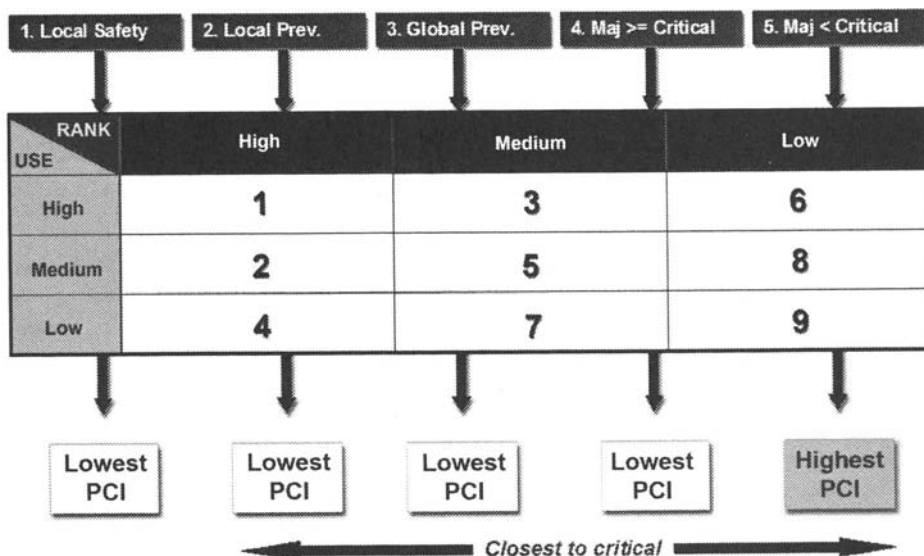 1. Local Safety 2. Local Prev. 3. Global Prev. 4. Maj >= Critical 5. Maj < Critical
RANK
USE
High Medium Low
High 1 3 6
Medium 2 5 8
Low 4 7 9
Lowest PCI Lowest PCI Lowest PCI Lowest PCI Highest PCI
Closest to critical